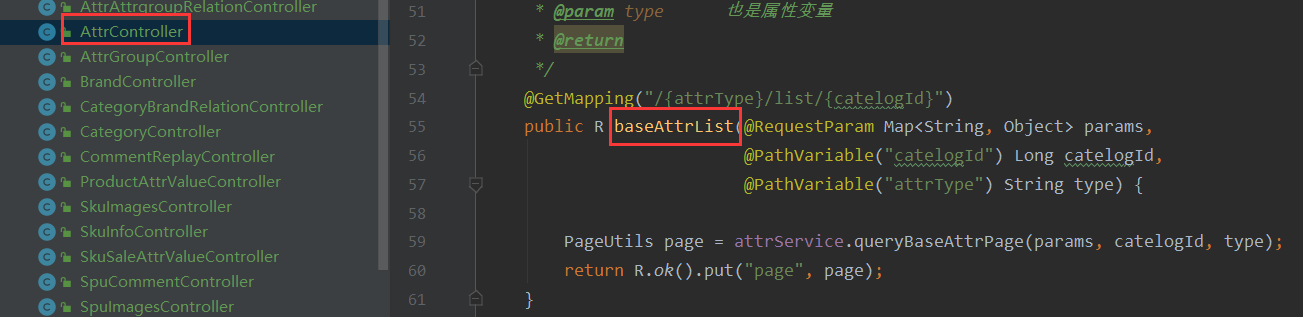 AttrAttrgroupRelationController
AttrController
AttrGroupController
BrandController
CategoryBrandRelationController
CategoryController
CommentReplayController
ProductAttrValueController
SkuImagesController
SkuInfoController
SkuSaleAttrValueController
SpuCommentController
SpuImagesController
51 * @param type 也是属性变量
52 * @return
53 */
54 @GetMapping("/{attrType}/list/{catelogId}")
55 public R baseAttrList(@RequestParam Map<String, Object> params,
56 @PathVariable("catelogId") Long catelogId,
57 @PathVariable("attrType") String type) {
58
59 PageUtils page = attrService.queryBaseAttrPage(params, catelogId, type);
60 return R.ok().put("page", page);
61 }